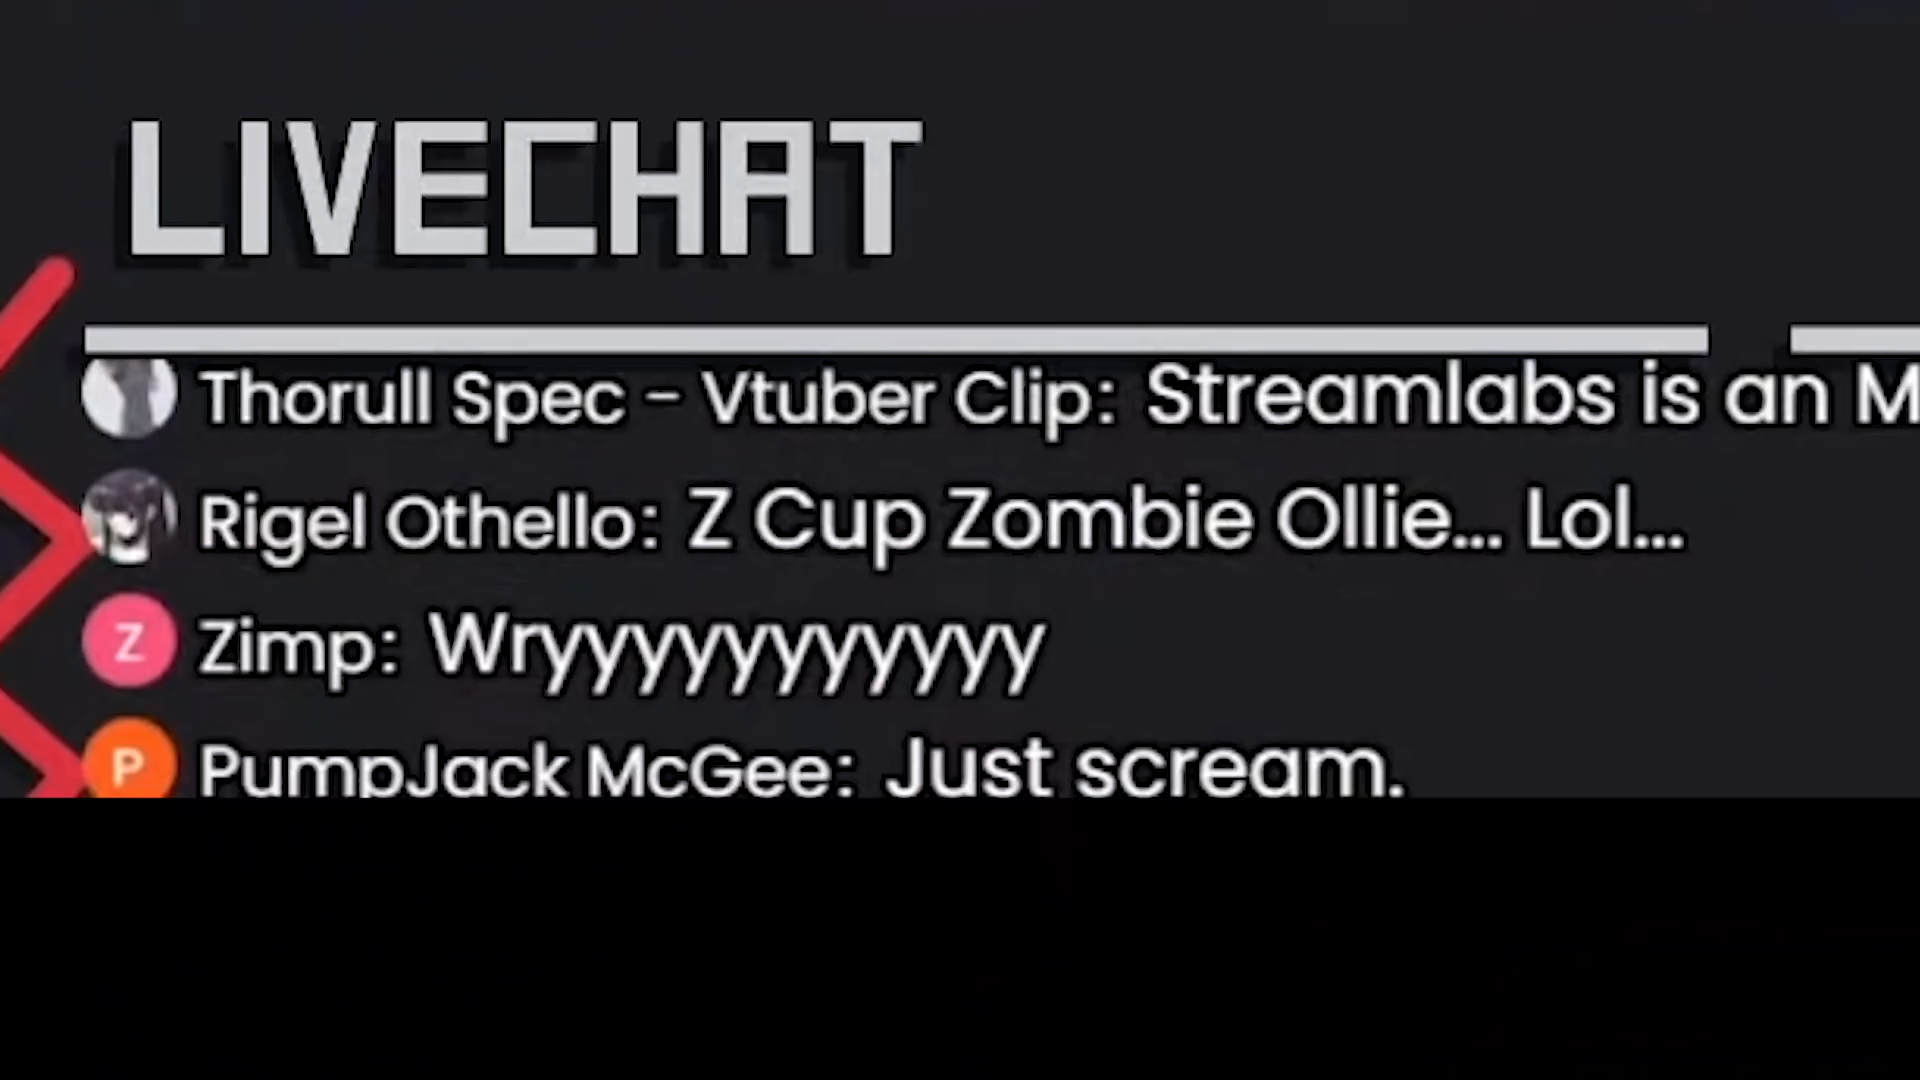 LIVECHAT
Thorull Spec - Vtuber Clip: Streamlabs is an M
Rigel Othello: Z Cup Zombie Ollie... Lol...
Z Zimp: Wryyyyyyyyyyy
P PumpJack McGee: Just scream.